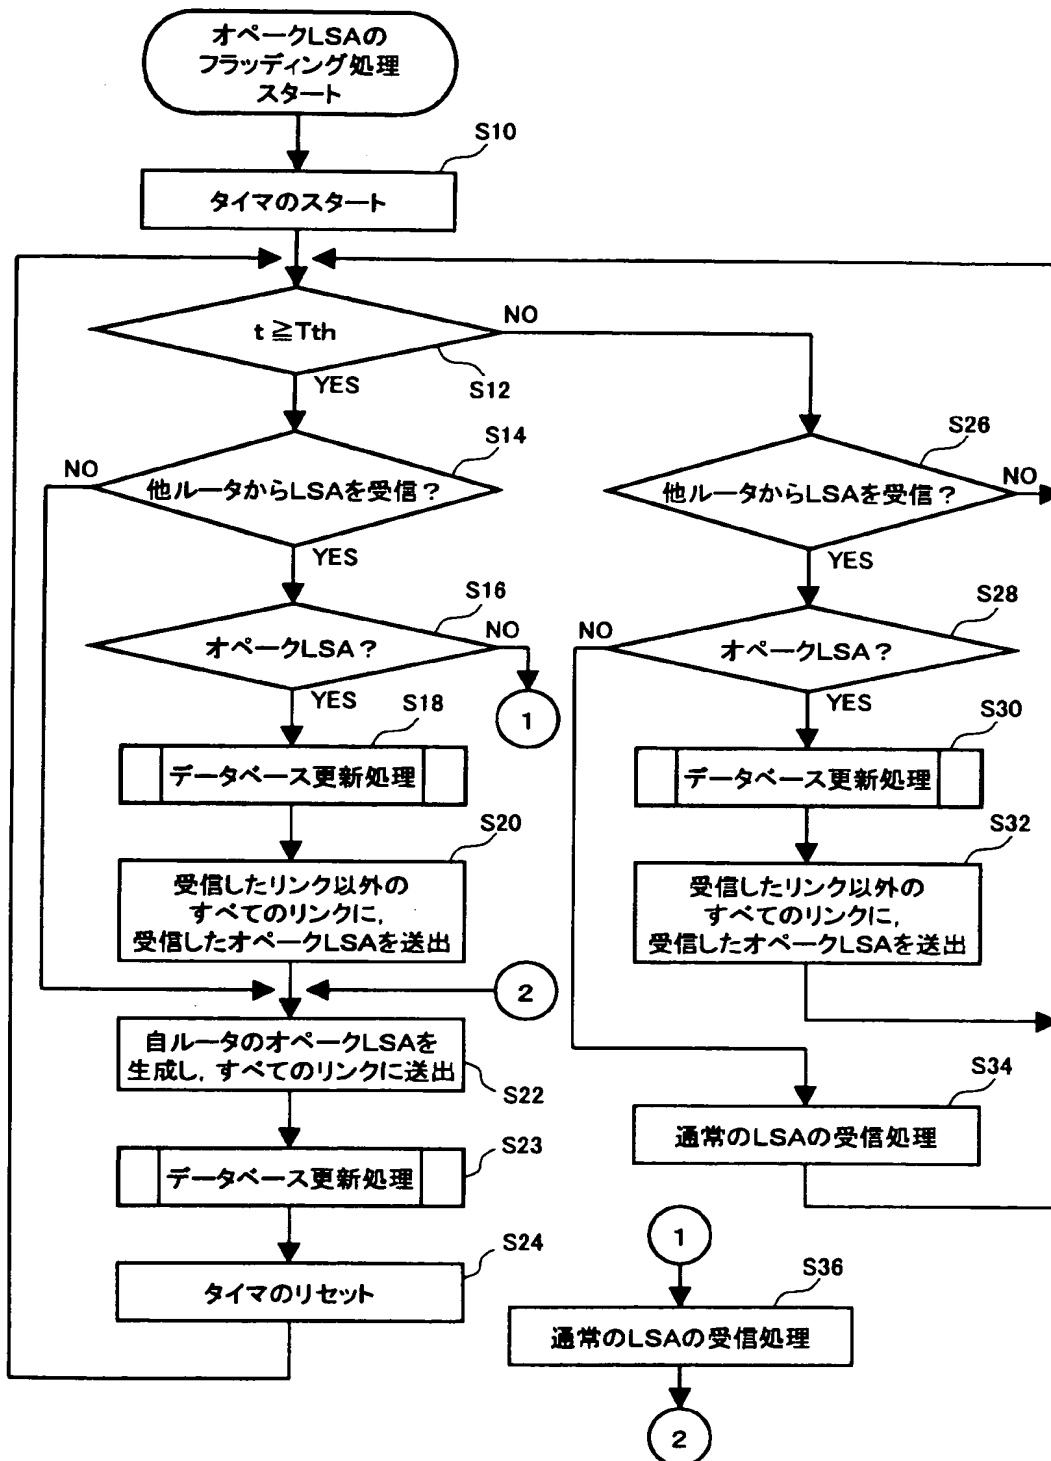 オペークLSAの
フラッディング処理
スタート
S10
タイマのスタート
t ≧Tth
NO
S12
YES
S14
NO
他ルータからLSAを受信？
YES
S26
他ルータからLSAを受信？
NO
YES
S16
オペークLSA？
NO
YES
1
S28
NO
オペークLSA？
YES
S18
データベース更新処理
S30
データベース更新処理
S20
受信したリンク以外の
すべてのリンクに，
受信したオペークLSAを送出
S32
受信したリンク以外の
すべてのリンクに，
受信したオペークLSAを送出
2
自ルータのオペークLSAを
生成し，すべてのリンクに送出
S22
S34
通常のLSAの受信処理
S23
データベース更新処理
S24
タイマのリセット
1
S36
通常のLSAの受信処理
2